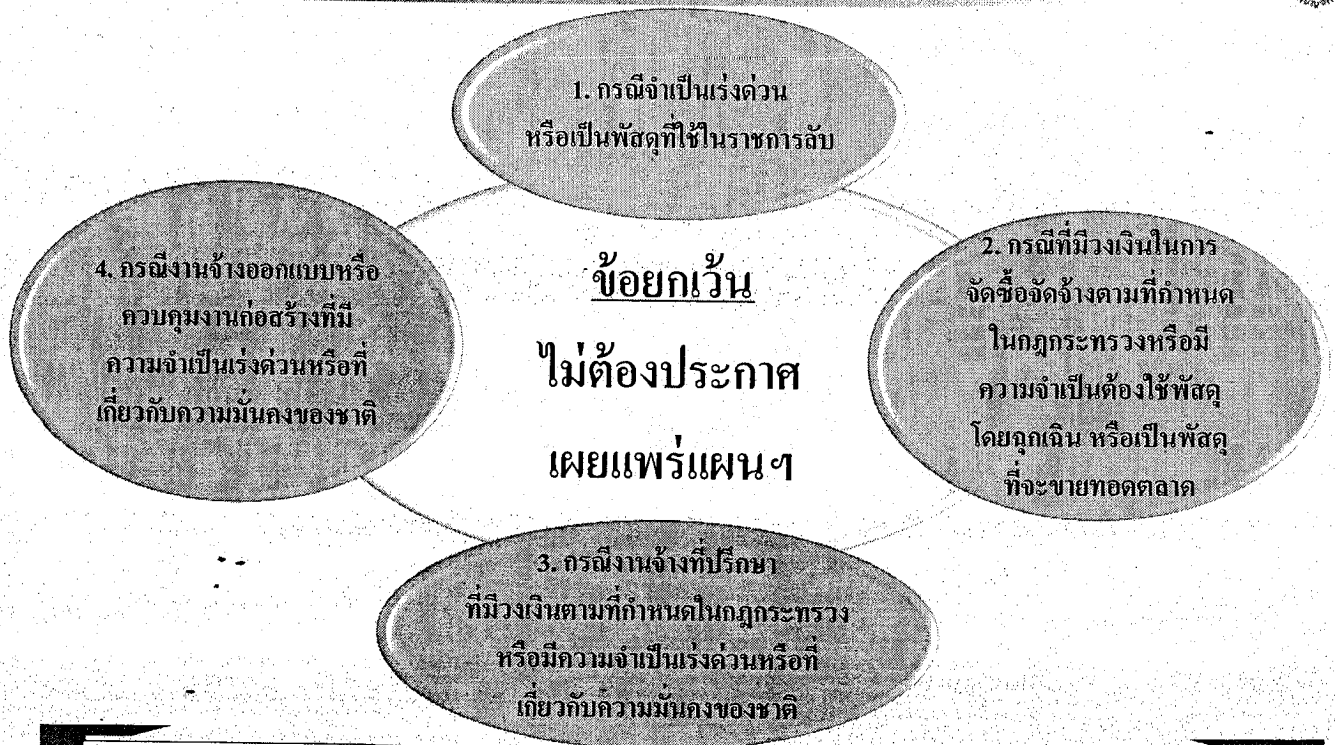 ข้อยกเว้น
ไม่ต้องประกาศ
เผยแพร่แผนฯ
1. กรณีจำเป็นเร่งด่วน
หรือเป็นพัสดุที่ใช้ในราชการลับ
2. กรณีที่มีวงเงินในการ
จัดซื้อจัดจ้างตามที่กำหนด
ในกฎกระทรวงหรือมี
ความจำเป็นต้องใช้พัสดุ
โดยฉุกเฉิน หรือเป็นพัสดุ
ที่จะขายทอดตลาด
3. กรณีงานจ้างที่ปรึกษา
ที่มีวงเงินตามที่กำหนดในกฎกระทรวง
หรือมีความจำเป็นเร่งด่วนหรือที่
เกี่ยวกับความมั่นคงของชาติ
4. กรณีงานจ้างออกแบบหรือ
ควบคุมงานก่อสร้างที่มี
ความจำเป็นเร่งด่วนหรือที่
เกี่ยวกับความมั่นคงของชาติ